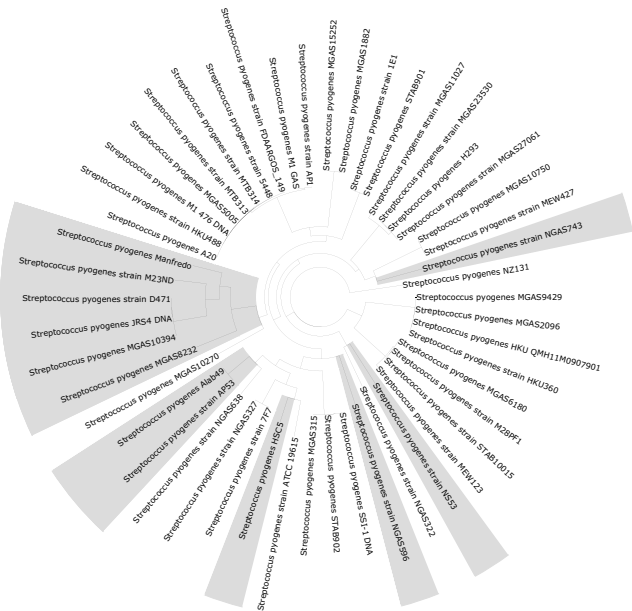 Streptococcus pyogenes MGAS15252
Streptococcus pyogenes MGAS1882
Streptococcus pyogenes strain 1E1
Streptococcus pyogenes STAB901
Streptococcus pyogenes strain MGAS11027
Streptococcus pyogenes strain MGAS23530
Streptococcus pyogenes H293
Streptococcus pyogenes strain MGAS27061
Streptococcus pyogenes MGAS10750
Streptococcus pyogenes strain MEW427
Streptococcus pyogenes strain NGAS743
Streptococcus pyogenes NZ131
Streptococcus pyogenes MGAS9429
Streptococcus pyogenes MGAS2096
Streptococcus pyogenes HKU QMH11M0907901
Streptococcus pyogenes strain HKU360
Streptococcus pyogenes MGAS6180
Streptococcus pyogenes strain M28PF1
Streptococcus pyogenes strain STAB10015
Streptococcus pyogenes strain MEW123
Streptococcus pyogenes strain NS53
Streptococcus pyogenes strain NGAS322
Streptococcus pyogenes strain NGAS596
Streptococcus pyogenes SSI-1 DNA
Streptococcus pyogenes STAB902
Streptococcus pyogenes MGAS315
Streptococcus pyogenes strain ATCC 19615
Streptococcus pyogenes HSC5
Streptococcus pyogenes strain 7F7
Streptococcus pyogenes strain NGAS327
Streptococcus pyogenes strain NGAS638
Streptococcus pyogenes strain AP53
Streptococcus pyogenes Alab49
Streptococcus pyogenes MGAS10270
Streptococcus pyogenes MGAS8232
Streptococcus pyogenes MGAS10394
Streptococcus pyogenes JRS4 DNA
Streptococcus pyogenes strain D471
Streptococcus pyogenes strain M23ND
Streptococcus pyogenes Manfredo
Streptococcus pyogenes A20
Streptococcus pyogenes strain HKU488
Streptococcus pyogenes M1 476 DNA
Streptococcus pyogenes MGAS5005
Streptococcus pyogenes strain MTB313
Streptococcus pyogenes strain MTB314
Streptococcus pyogenes strain 5448
Streptococcus pyogenes strain FDAARGOS_149
Streptococcus pyogenes M1 GAS
Streptococcus pyogenes strain AP1